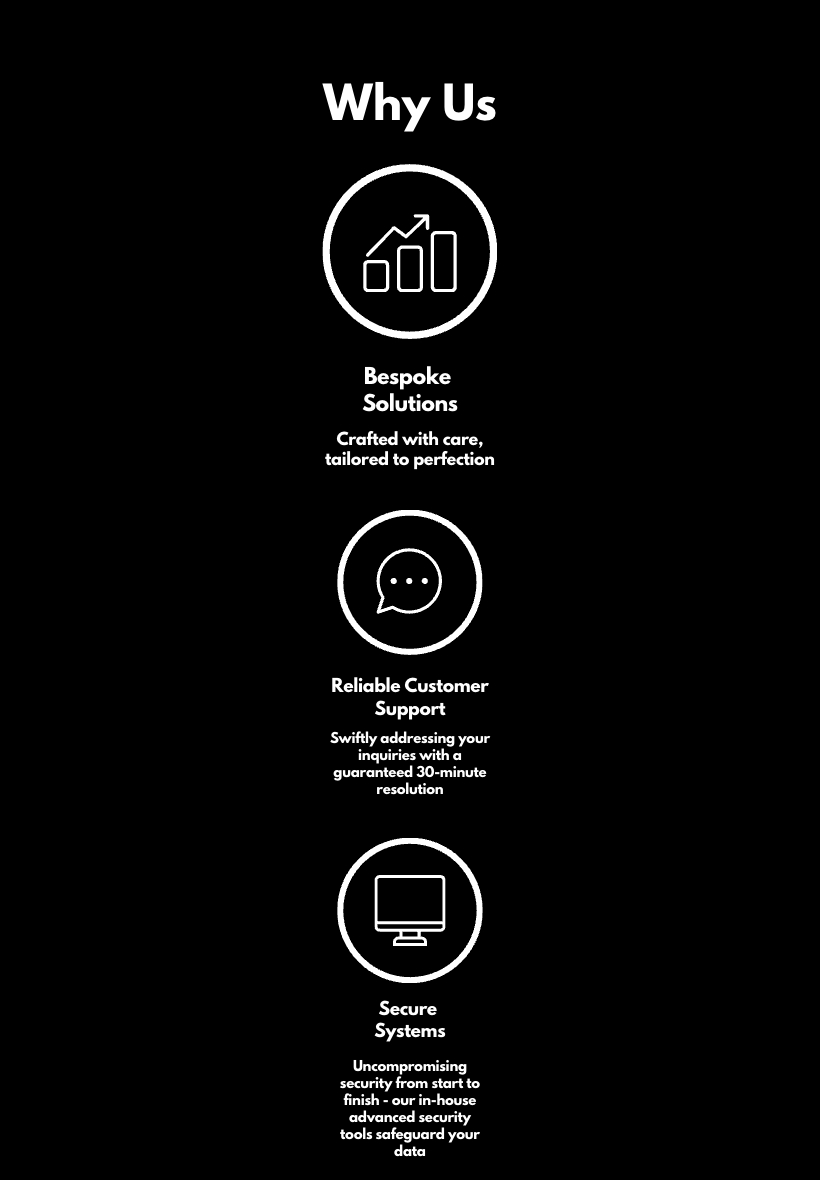 Why Us
Bespoke
Solutions
Crafted with care,
tailored to perfection
Reliable Customer
Support
Swiftly addressing your
inquiries with a
guaranteed 30-minute
resolution
Secure
Systems
Uncompromising
security from start to
finish - our in-house
advanced security
tools safeguard your
data